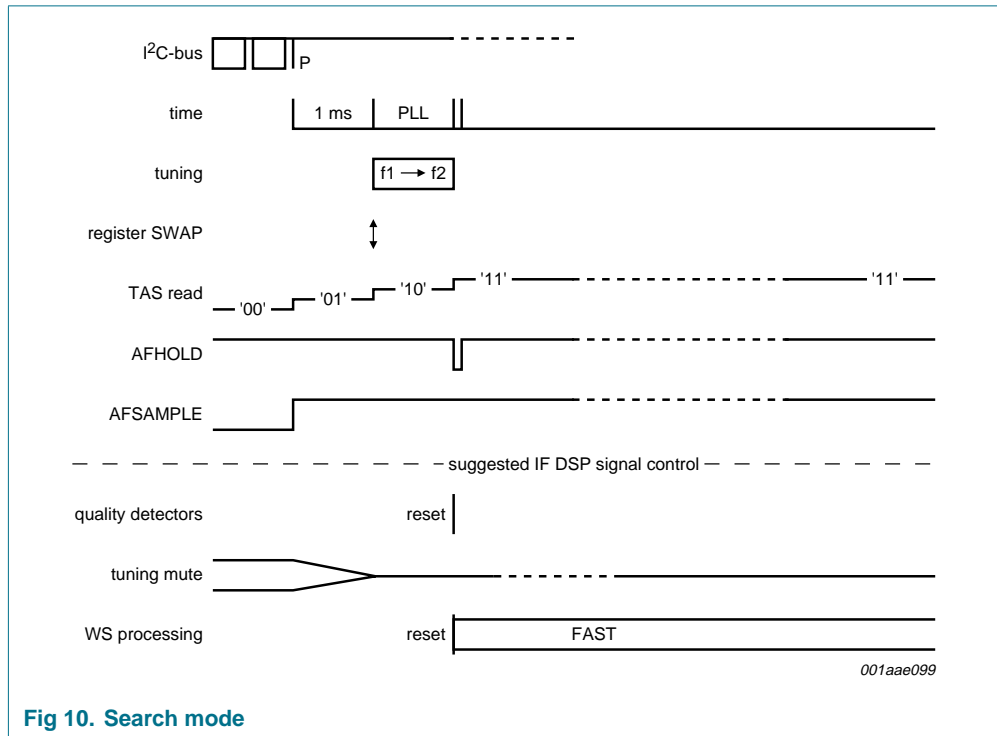 I²C-bus
P
time
1 ms
PLL
tuning
f1 → f2
register SWAP
TAS read
'00'
'01'
'10'
'11'
'11'
AFHOLD
AFSAMPLE
suggested IF DSP signal control
quality detectors
reset
tuning mute
WS processing
reset
FAST
001aae099
Fig 10. Search mode